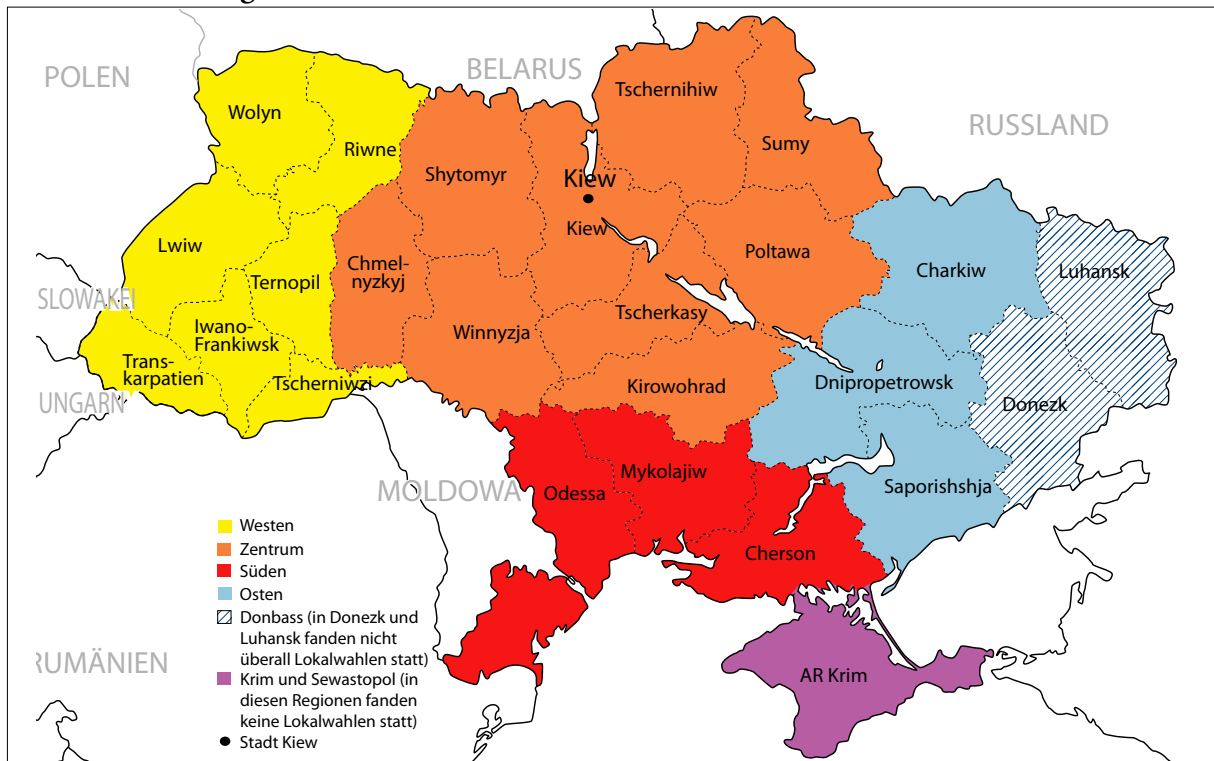 POLEN
BELARUS
RUSSLAND
Wolyn
Riwne
Tschernihiw
Sumy
Shytomyr
Kiew
Kiew
Lwiw
Ternopil
Chmel-
nyzkyj
Poltawa
Charkiw
Luhansk
SLOWAKEI
Iwano-
Frankiwsk
Winnyzja
Tscherkasy
Trans-
karpatien
Tscherniwzi
Kirowohrad
Dnipropetrowsk
Donezk
UNGARN
MOLDOWA
Odessa
Mykolajiw
Saporishshja
Cherson
AR Krim
RUMÄNIEN
Westen
Zentrum
Süden
Osten
Donbass (in Donezk und
Luhansk fanden nicht
überall Lokalwahlen statt)
Krim und Sewastopol (in
diesen Regionen fanden
keine Lokalwahlen statt)
Stadt Kiew